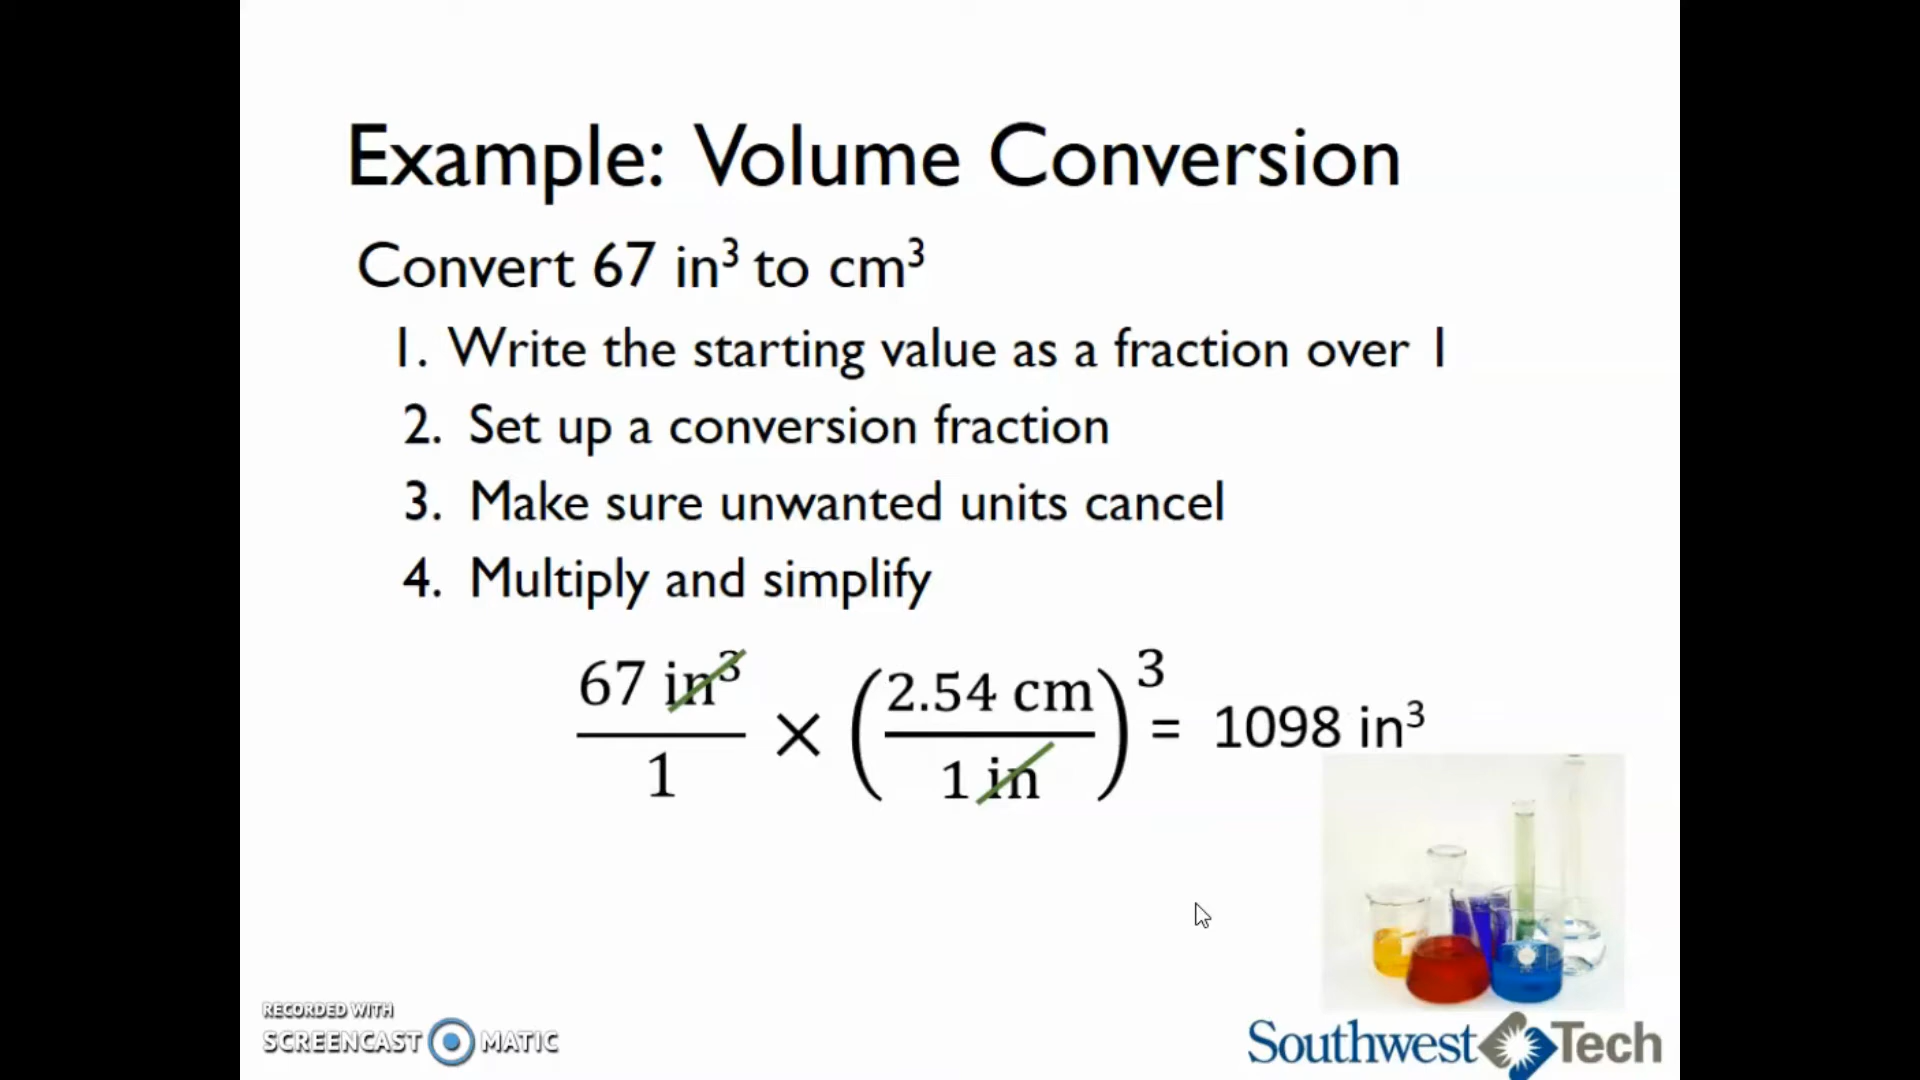 Example: Volume Conversion
Convert 67 in³ to cm³
1. Write the starting value as a fraction over 1
2. Set up a conversion fraction
3. Make sure unwanted units cancel
4. Multiply and simplify
67 in³ / 1 × (2.54 cm / 1 in)³ = 1098 in³
RECORDED WITH
SCREENCAST MATIC
Southwest Tech